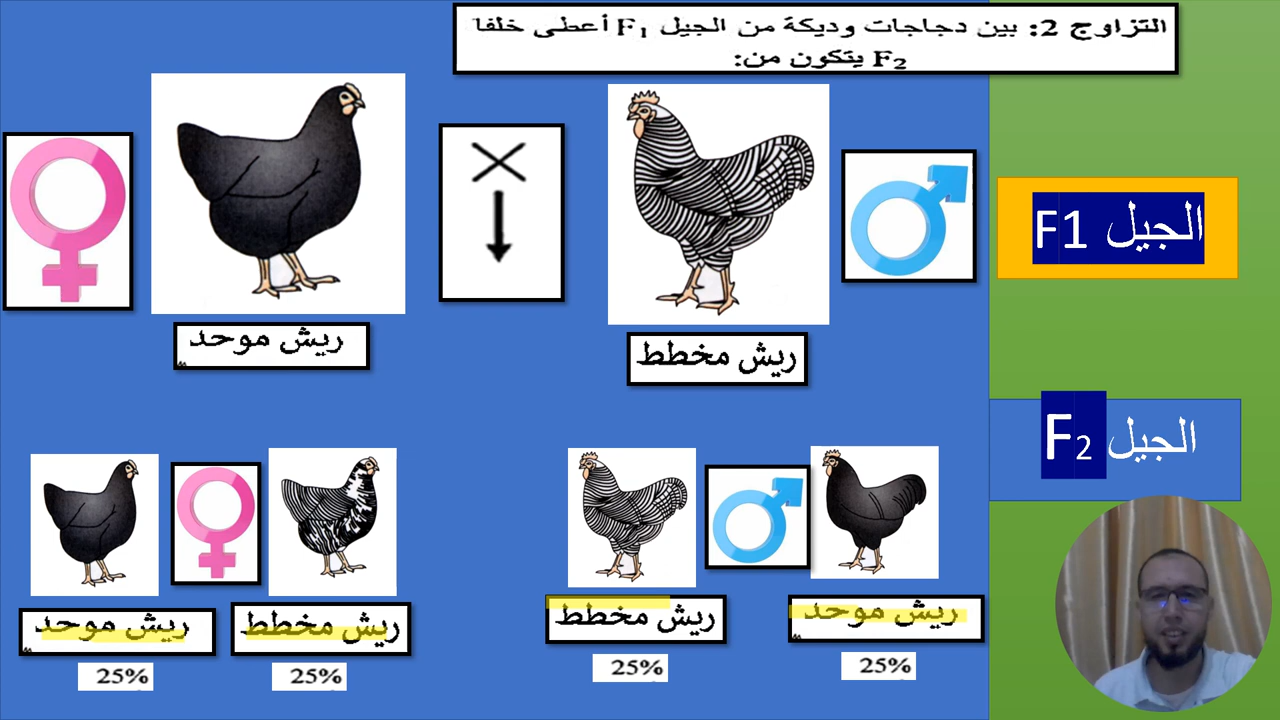 التزاوج 2: بين دجاجات وديكة من الجيل F₁ أعطى خلفا
F₂ يتكون من:
الجيل F1
ريش موحد
ريش مخطط
الجيل F₂
ريش موحد
ريش مخطط
ريش مخطط
ريش موحد
25%
25%
25%
25%